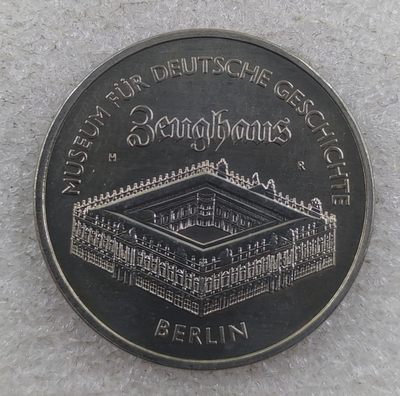 MUSEUM FÜR DEUTSCHE GESCHICHTE
Zeughaus
M R
BERLIN